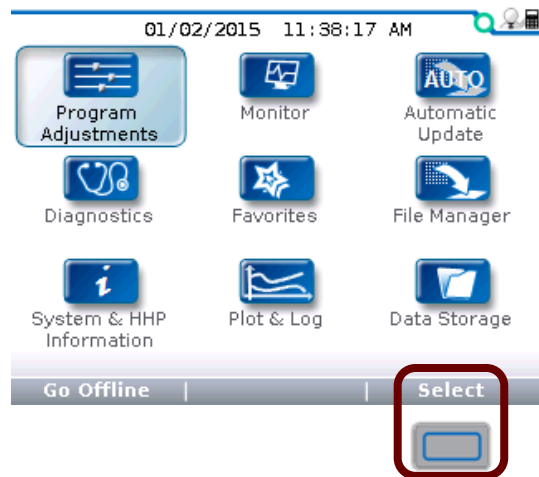 01/02/2015 11:38:17 AM
Program
Adjustments
Monitor
AUTO
Automatic
Update
Diagnostics
Favorites
File Manager
i
System & HHP
Information
Plot & Log
Data Storage
Go Offline | | Select